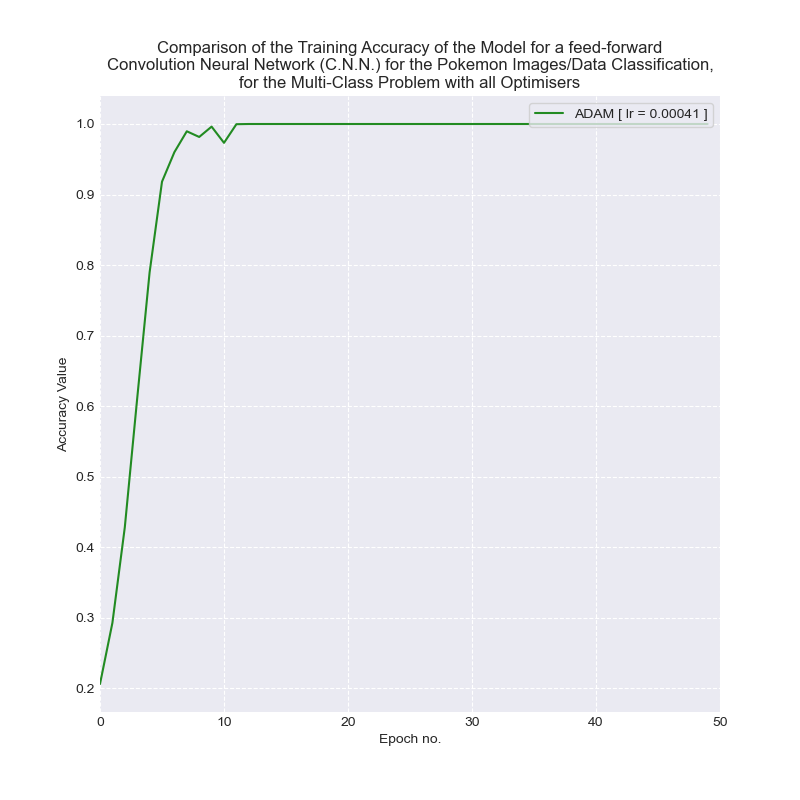 Comparison of the Training Accuracy of the Model for a feed-forward
Convolution Neural Network (C.N.N.) for the Pokemon Images/Data Classification,
for the Multi-Class Problem with all Optimisers
ADAM [ lr = 0.00041 ]
1.0
0.9
0.8
0.7
0.6
0.5
0.4
0.3
0.2
Accuracy Value
0 10 20 30 40 50
Epoch no.